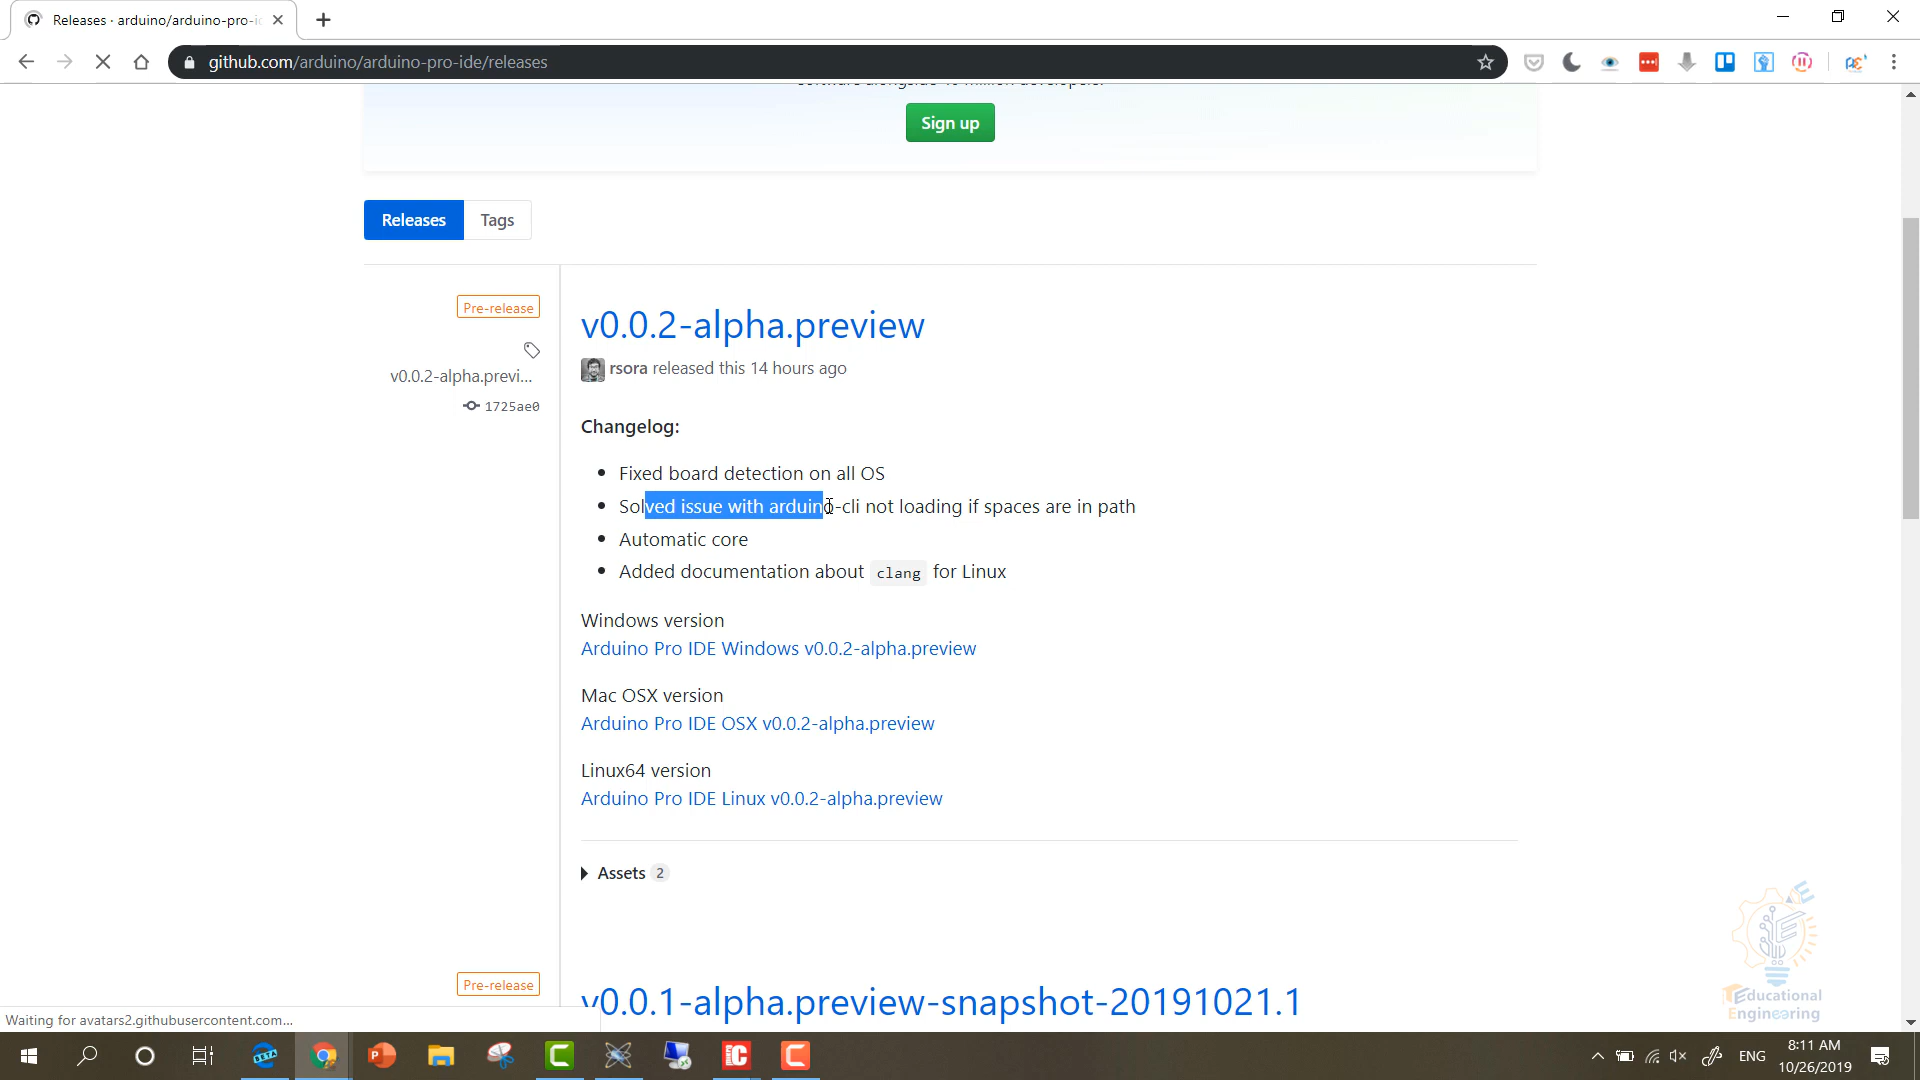 Releases · arduino/arduino-pro-i
github.com/arduino/arduino-pro-ide/releases
Sign up
Releases
Tags
Pre-release
v0.0.2-alpha.previ...
1725ae0
v0.0.2-alpha.preview
rsora released this 14 hours ago
Changelog:
Fixed board detection on all OS
Solved issue with arduino-cli not loading if spaces are in path
Automatic core
Added documentation about clang for Linux
Windows version
Arduino Pro IDE Windows v0.0.2-alpha.preview
Mac OSX version
Arduino Pro IDE OSX v0.0.2-alpha.preview
Linux64 version
Arduino Pro IDE Linux v0.0.2-alpha.preview
Assets 2
Pre-release
v0.0.1-alpha.preview-snapshot-20191021.1
Educational
Engineering
Waiting for avatars2.githubusercontent.com...
BETA
ENG
8:11 AM
10/26/2019